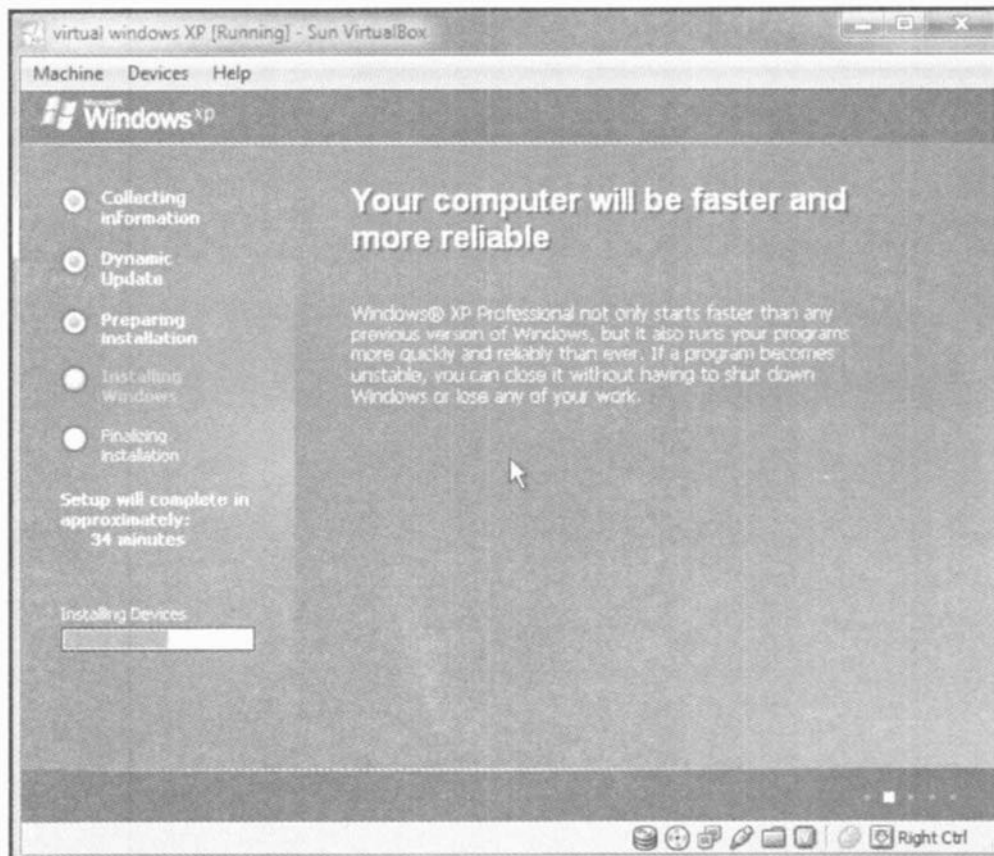 virtual windows XP [Running] - Sun VirtualBox
Machine Devices Help
Microsoft
Windows xp
Collecting
information
Dynamic
Update
Preparing
installation
Installing
Windows
Finalizing
installation
Setup will complete in
approximately:
34 minutes
Installing Devices
Your computer will be faster and
more reliable
Windows® XP Professional not only starts faster than any
previous version of Windows, but it also runs your programs
more quickly and reliably than ever. If a program becomes
unstable, you can close it without having to shut down
Windows or lose any of your work.
Right Ctrl